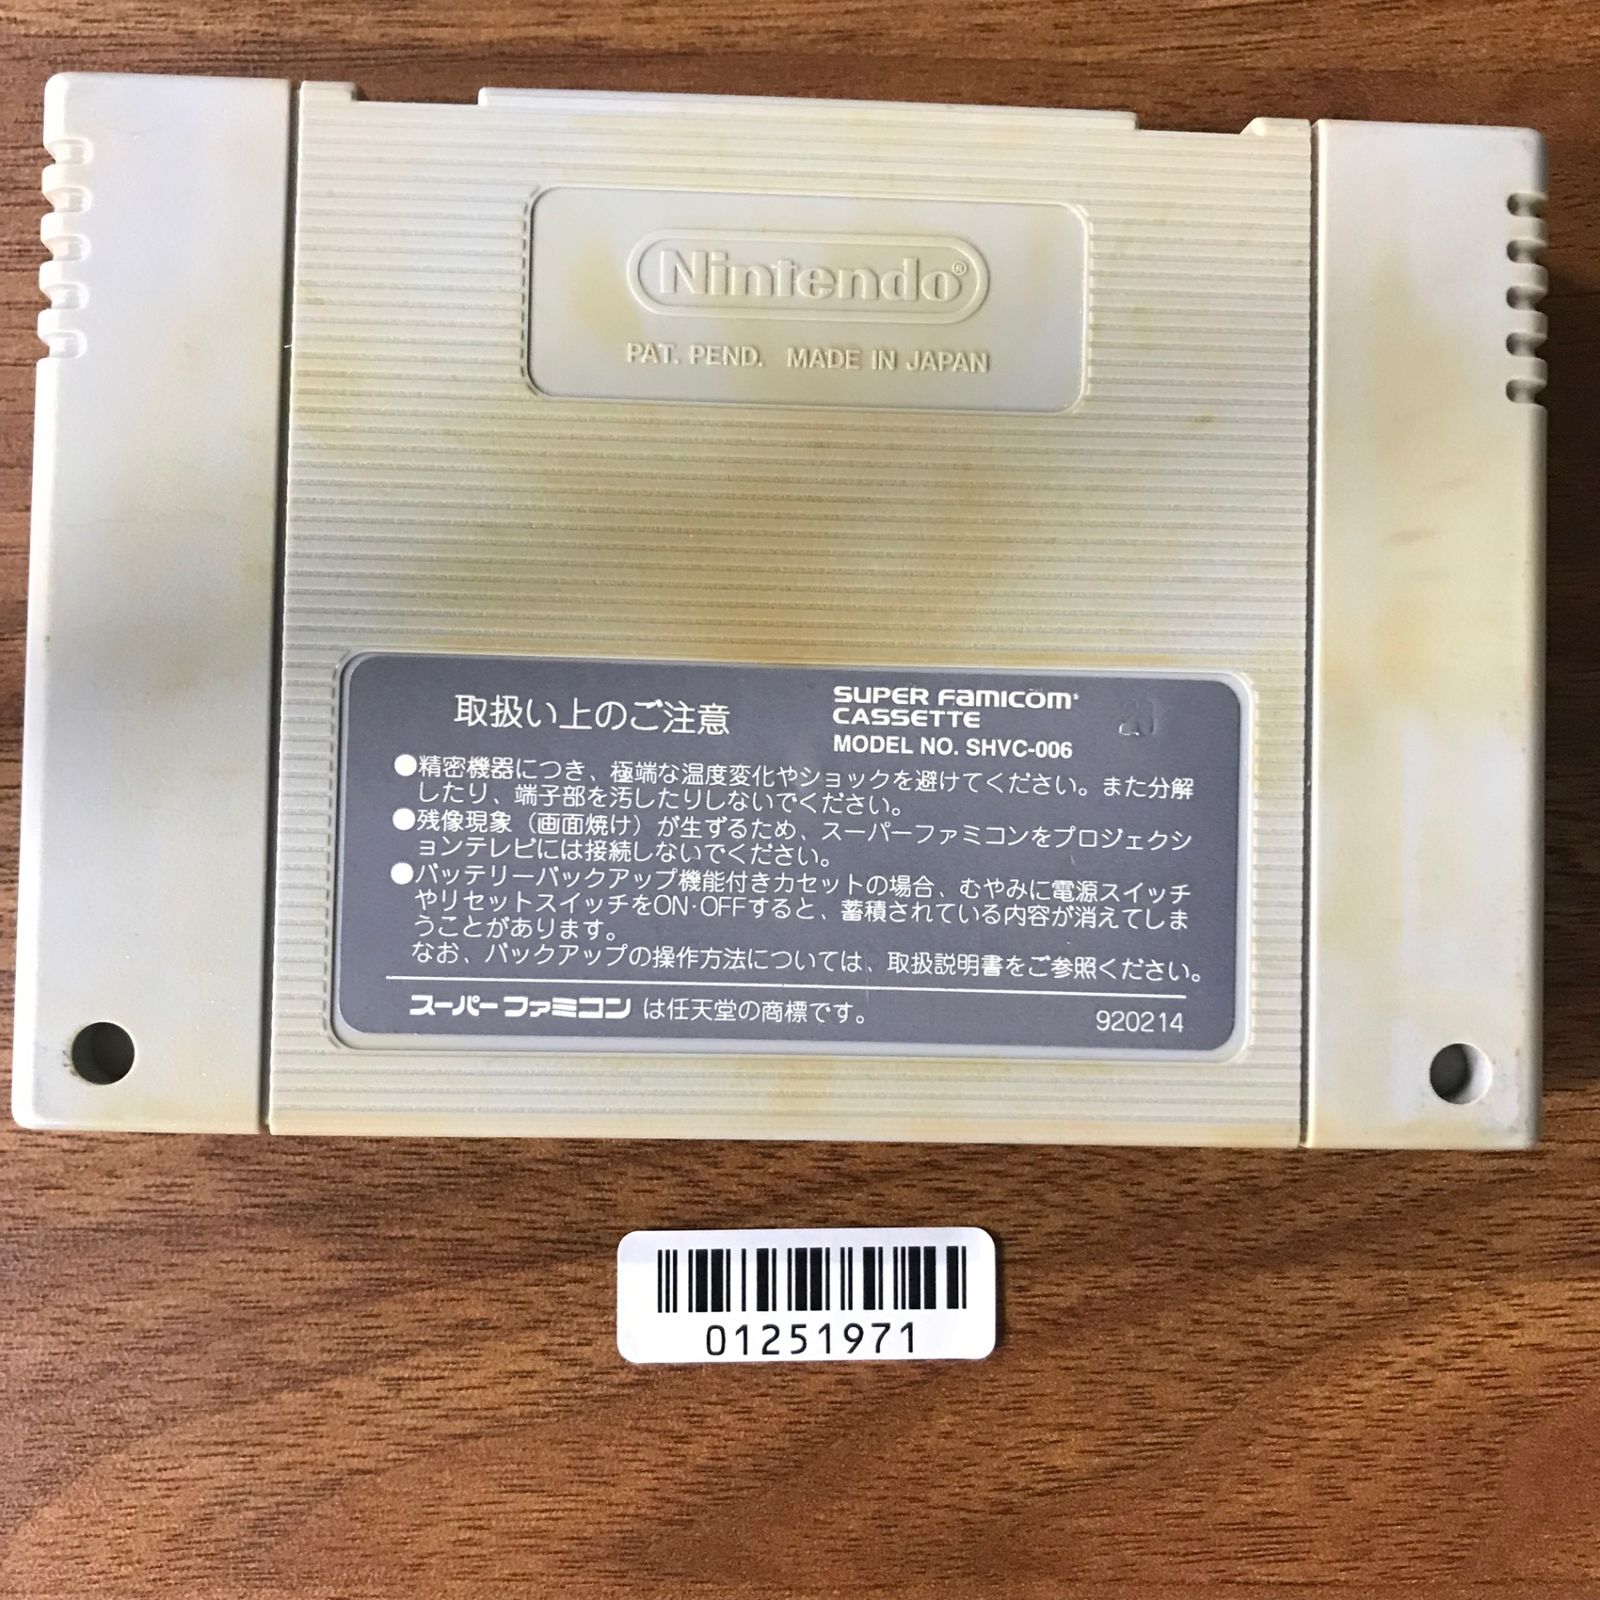 Nintendo®
PAT. PEND. MADE IN JAPAN
取扱い上のご注意
SUPER FAMICOM
CASSETTE
MODEL NO. SHVC-006
●精密機器につき、極端な温度変化やショックを避けてください。また分解
したり、端子部を汚したりしないでください。
●残像現象（画面焼け）が生ずるため、スーパーファミコンをプロジェクシ
ョンテレビには接続しないでください。
●バッテリーバックアップ機能付きカセットの場合、むやみに電源スイッチ
やリセットスイッチをON・OFFすると、蓄積されている内容が消えてしま
うことがあります。
なお、バックアップの操作方法については、取扱説明書をご参照ください。
スーパーファミコン は任天堂の商標です。
920214
01251971